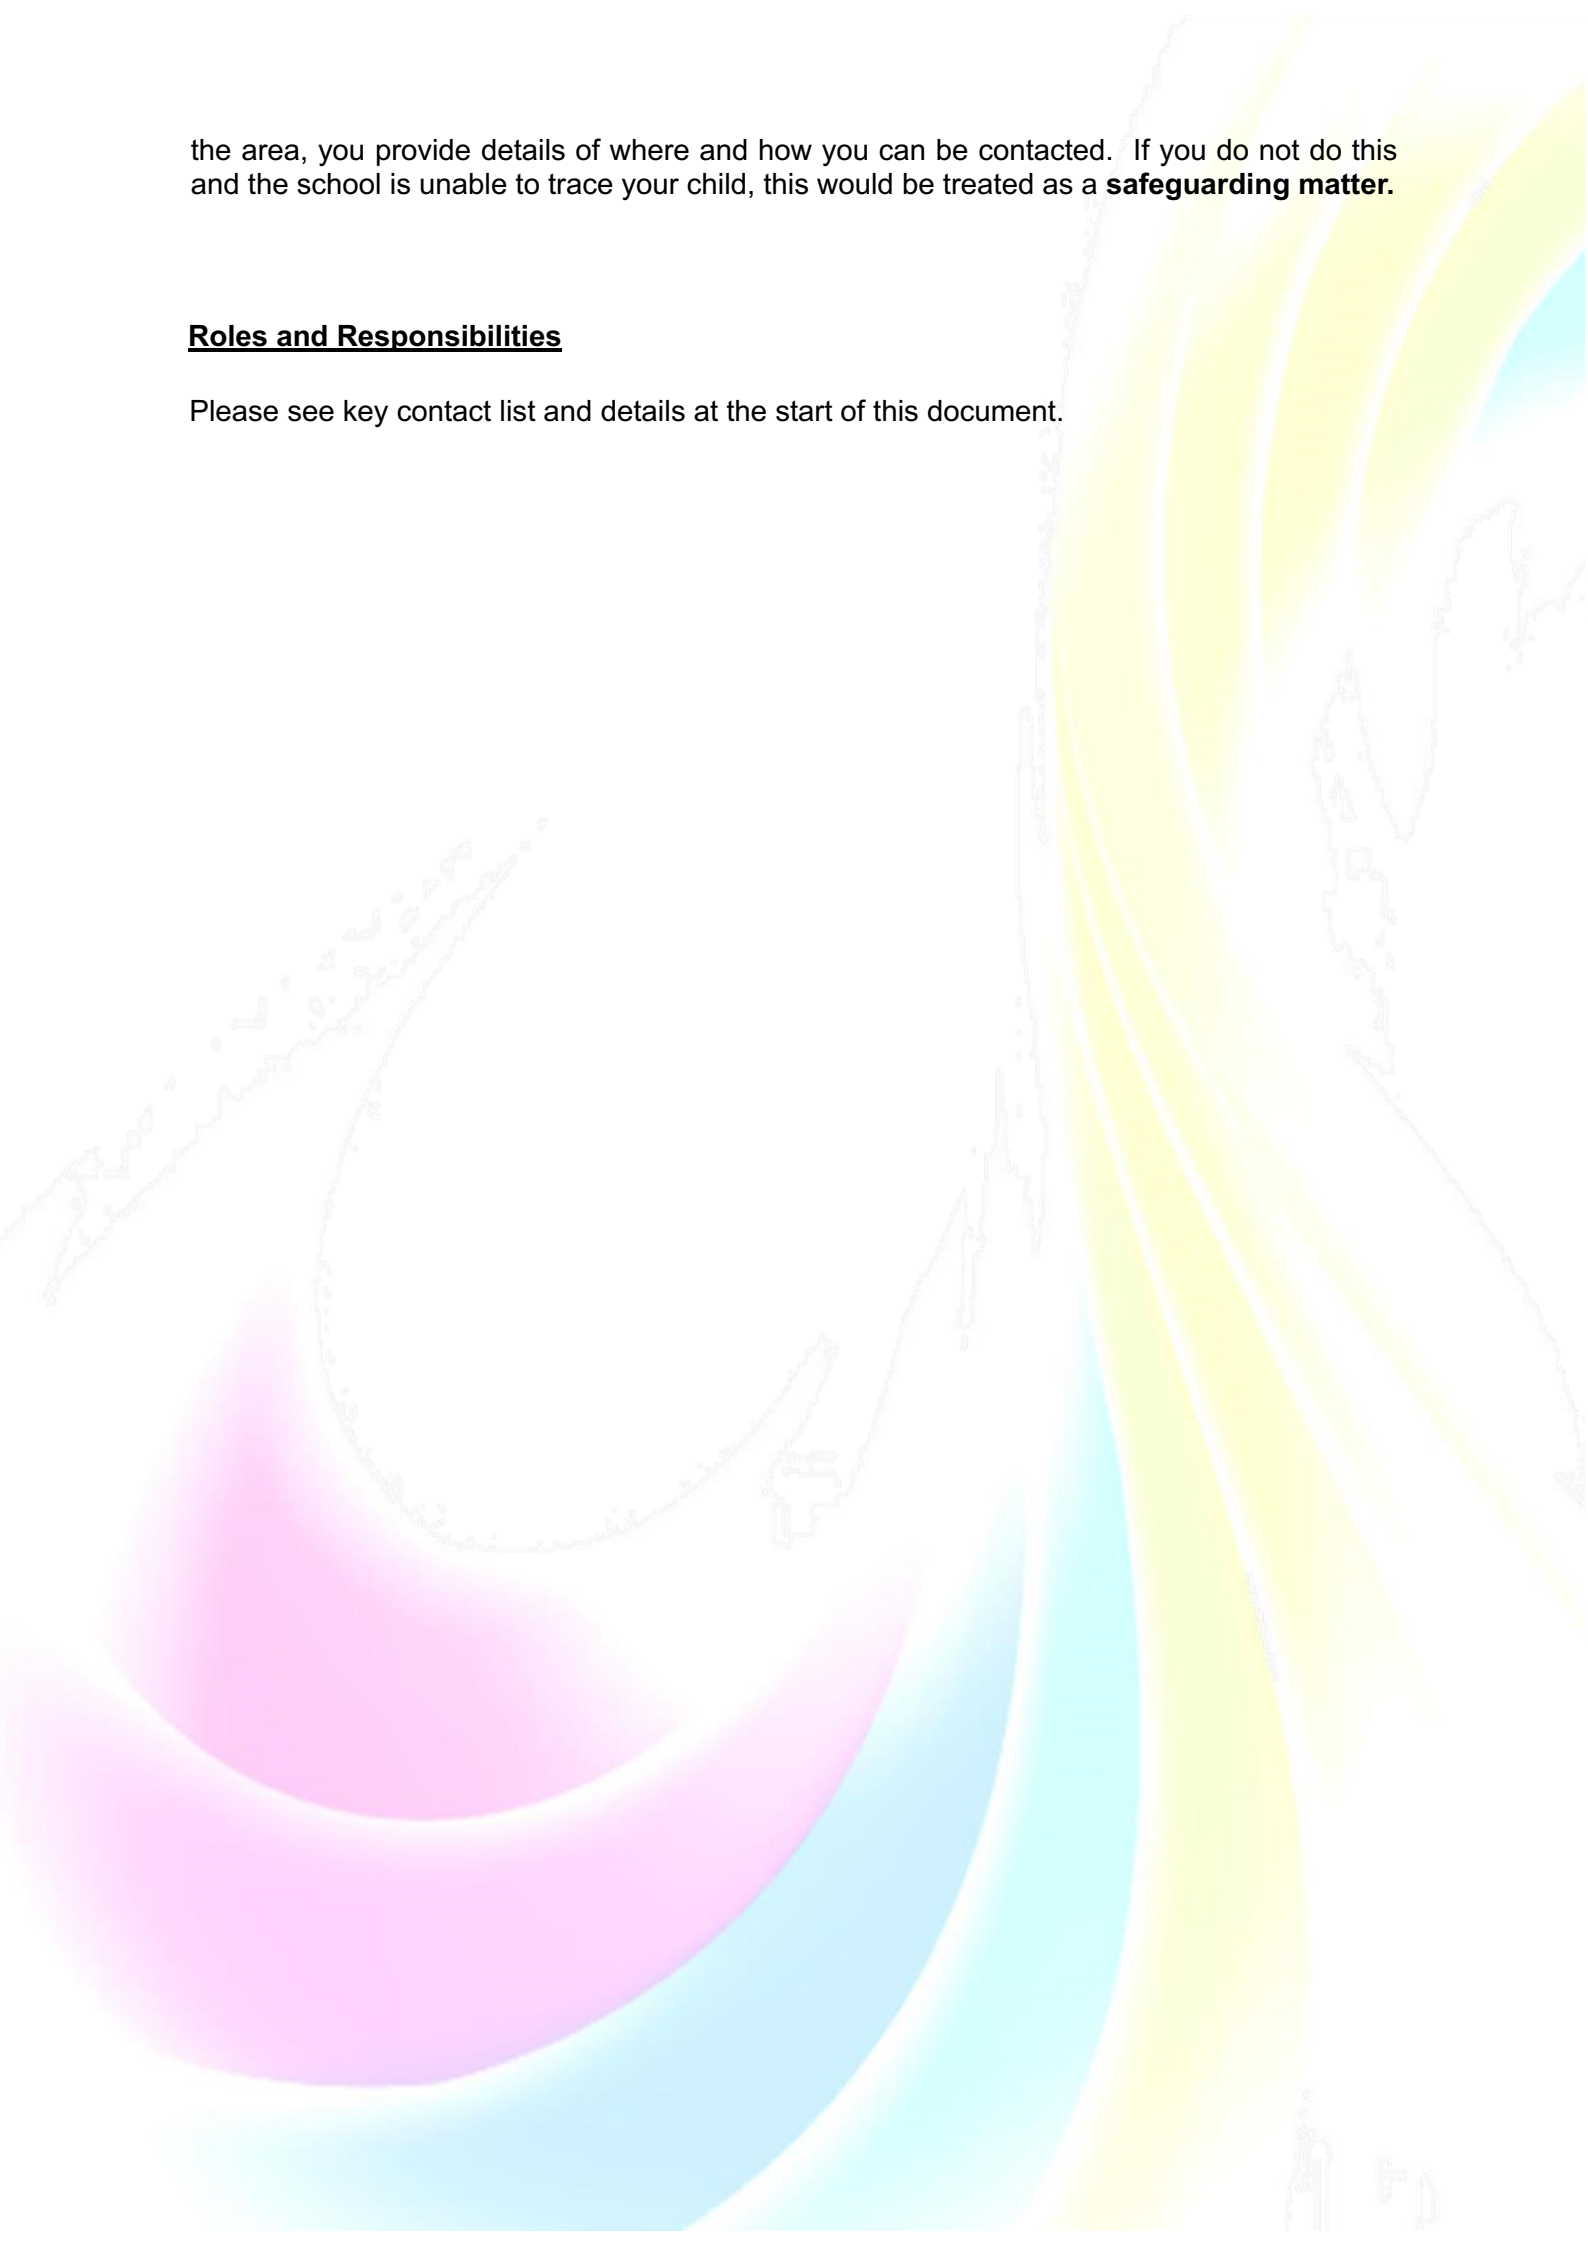 the area, you provide details of where and how you can be contacted. If you do not do this
and the school is unable to trace your child, this would be treated as a safeguarding matter.
Roles and Responsibilities
Please see key contact list and details at the start of this document.